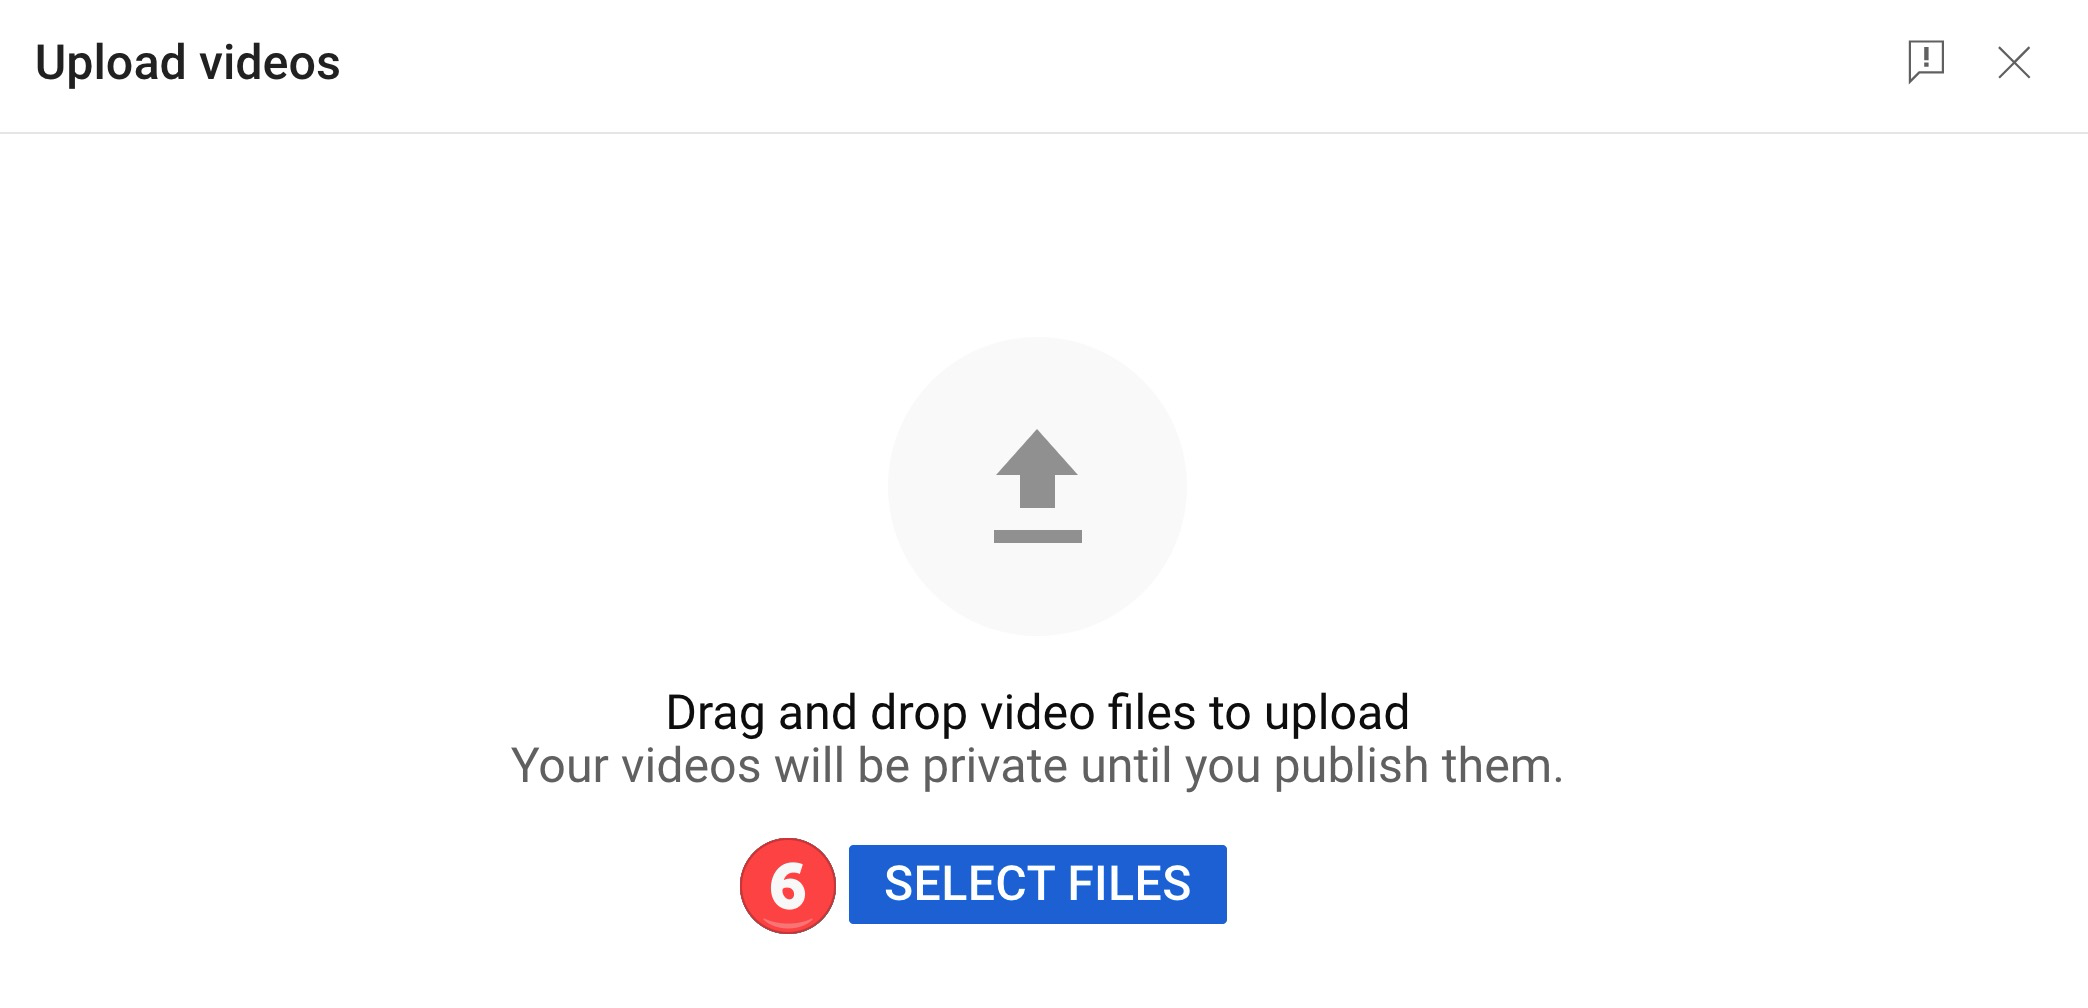 Upload videos
Drag and drop video files to upload
Your videos will be private until you publish them.
6 SELECT FILES